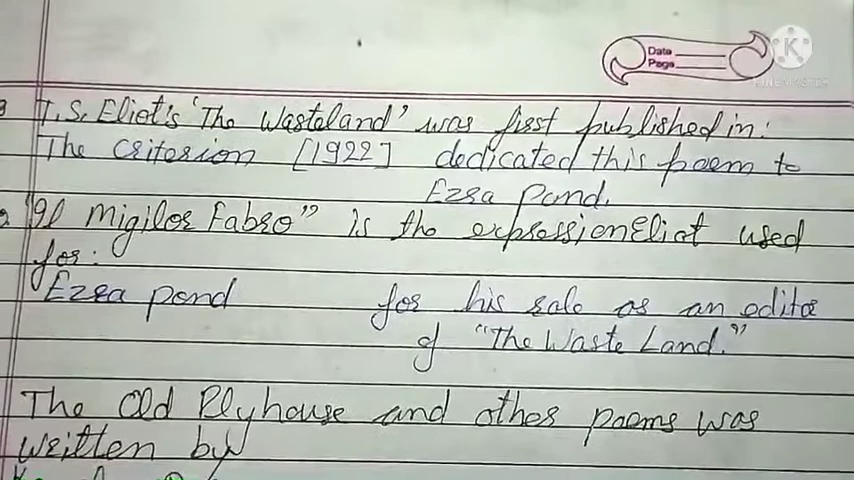 Date
Page
K
KINEMASTER
T.S. Eliot's 'The Wasteland' was first published in:
The Criterion [1922] dedicated this poem to
Ezra Pond.
"Il Migilor Fabro" is the expression Eliot used
for:
Ezra pond for his role as an editor
of "The Waste Land."
The Old Plyhouse and other poems was
written by